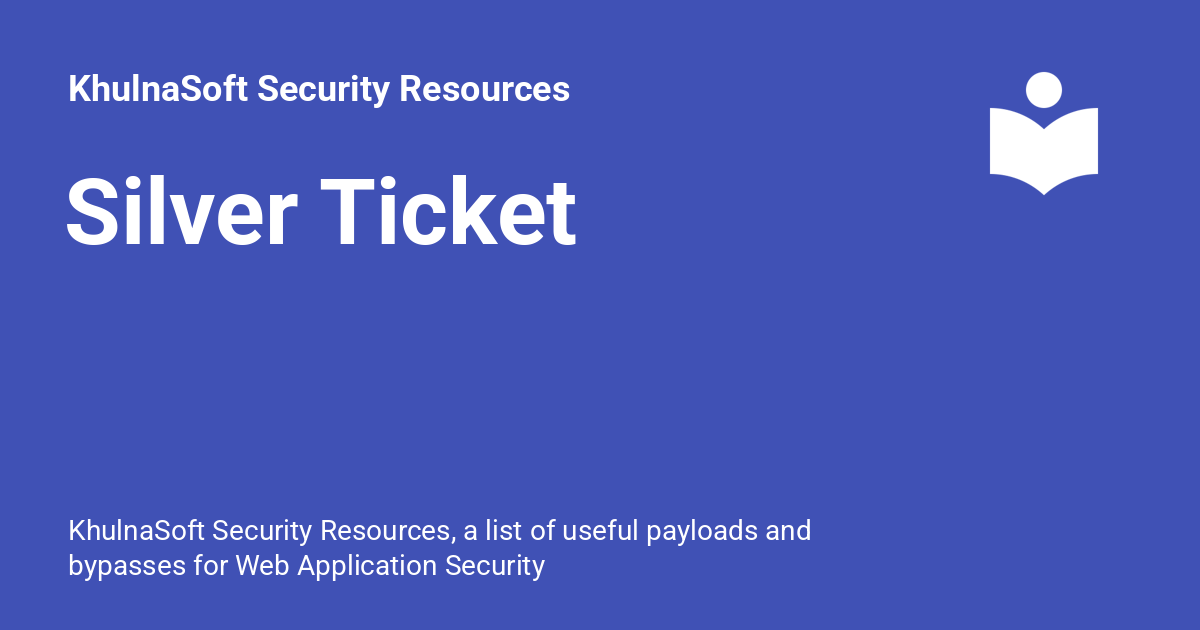 KhulnaSoft Security Resources
Silver Ticket
KhulnaSoft Security Resources, a list of useful payloads and
bypasses for Web Application Security